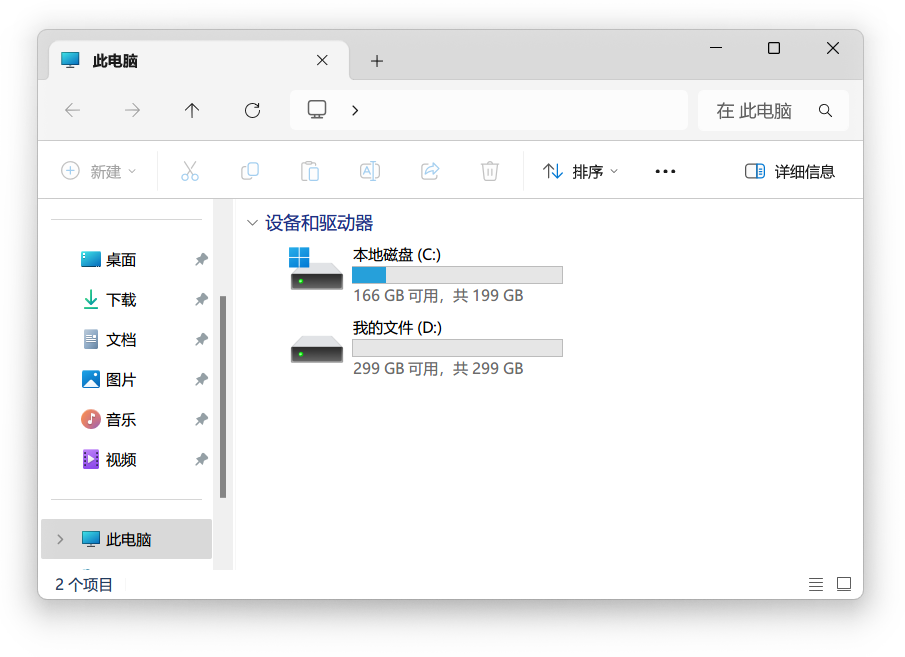 此电脑
在 此电脑
新建
排序
详细信息
桌面
下载
文档
图片
音乐
视频
此电脑
设备和驱动器
本地磁盘 (C:)
166 GB 可用，共 199 GB
我的文件 (D:)
299 GB 可用，共 299 GB
2 个项目